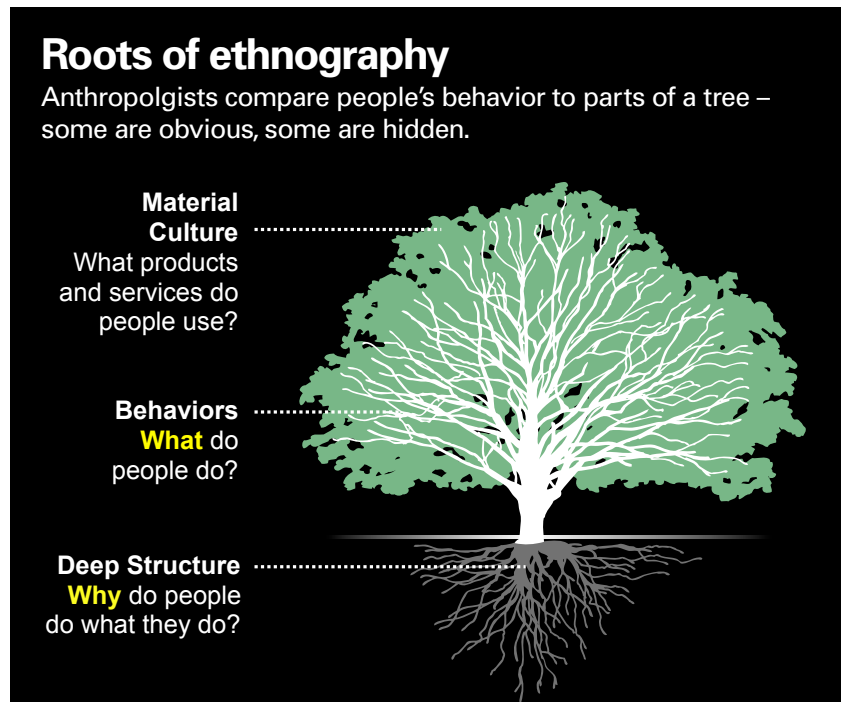 Roots of ethnography
Anthropolgists compare people’s behavior to parts of a tree –
some are obvious, some are hidden.
Material
Culture
What products
and services do
people use?
Behaviors
What do
people do?
Deep Structure
Why do people
do what they do?